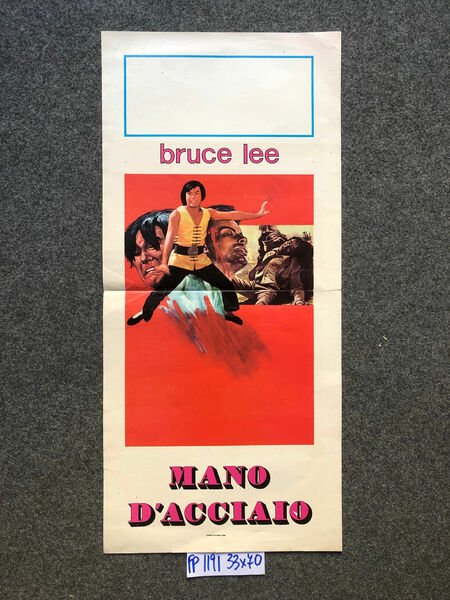 bruce lee
MANO
D'ACCIAIO
PP 1191 33x70